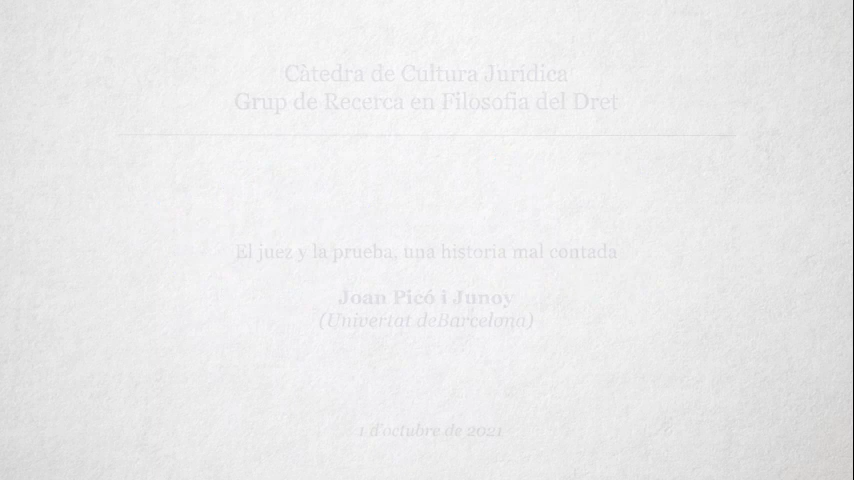 Càtedra de Cultura Jurídica
Grup de Recerca en Filosofia del Dret
El juez y la prueba, una historia mal contada
Joan Picó i Junoy
(Univertat deBarcelona)
1 d'octubre de 2021